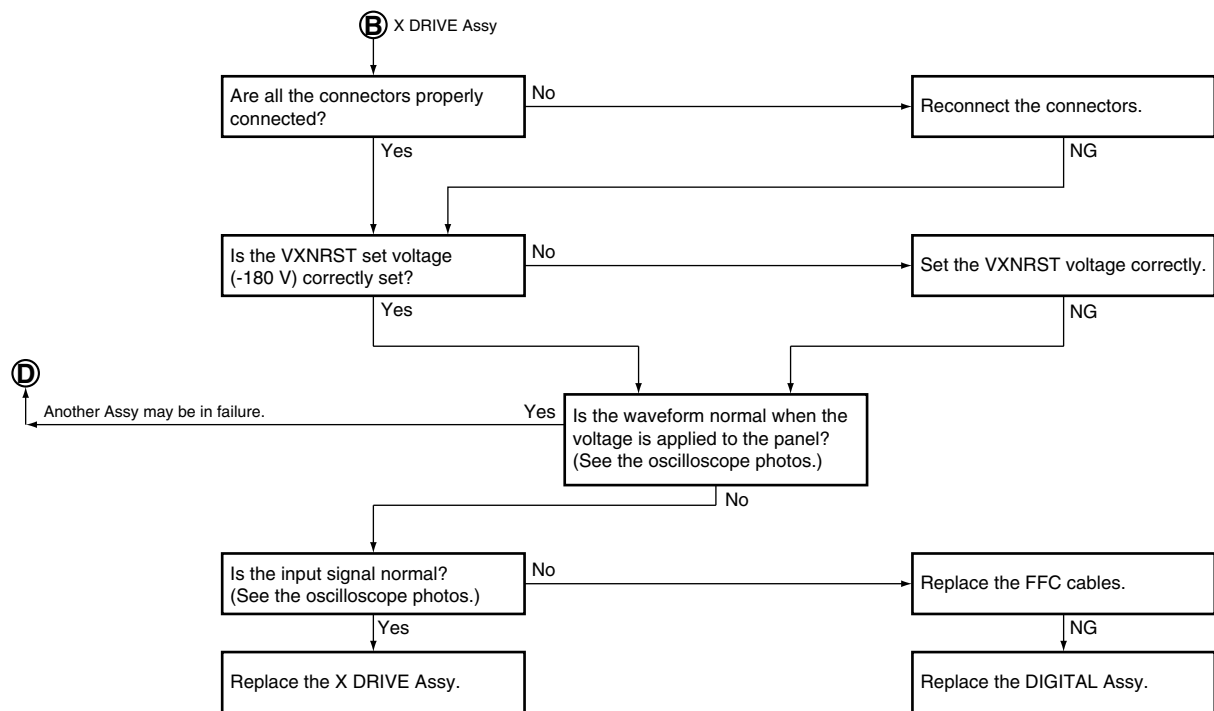 B X DRIVE Assy
Are all the connectors properly
connected?
No
Reconnect the connectors.
Yes
NG
Is the VXNRST set voltage
(-180 V) correctly set?
No
Set the VXNRST voltage correctly.
Yes
NG
D
Another Assy may be in failure.
Yes
Is the waveform normal when the
voltage is applied to the panel?
(See the oscilloscope photos.)
No
Is the input signal normal?
(See the oscilloscope photos.)
No
Replace the FFC cables.
Yes
NG
Replace the X DRIVE Assy.
Replace the DIGITAL Assy.